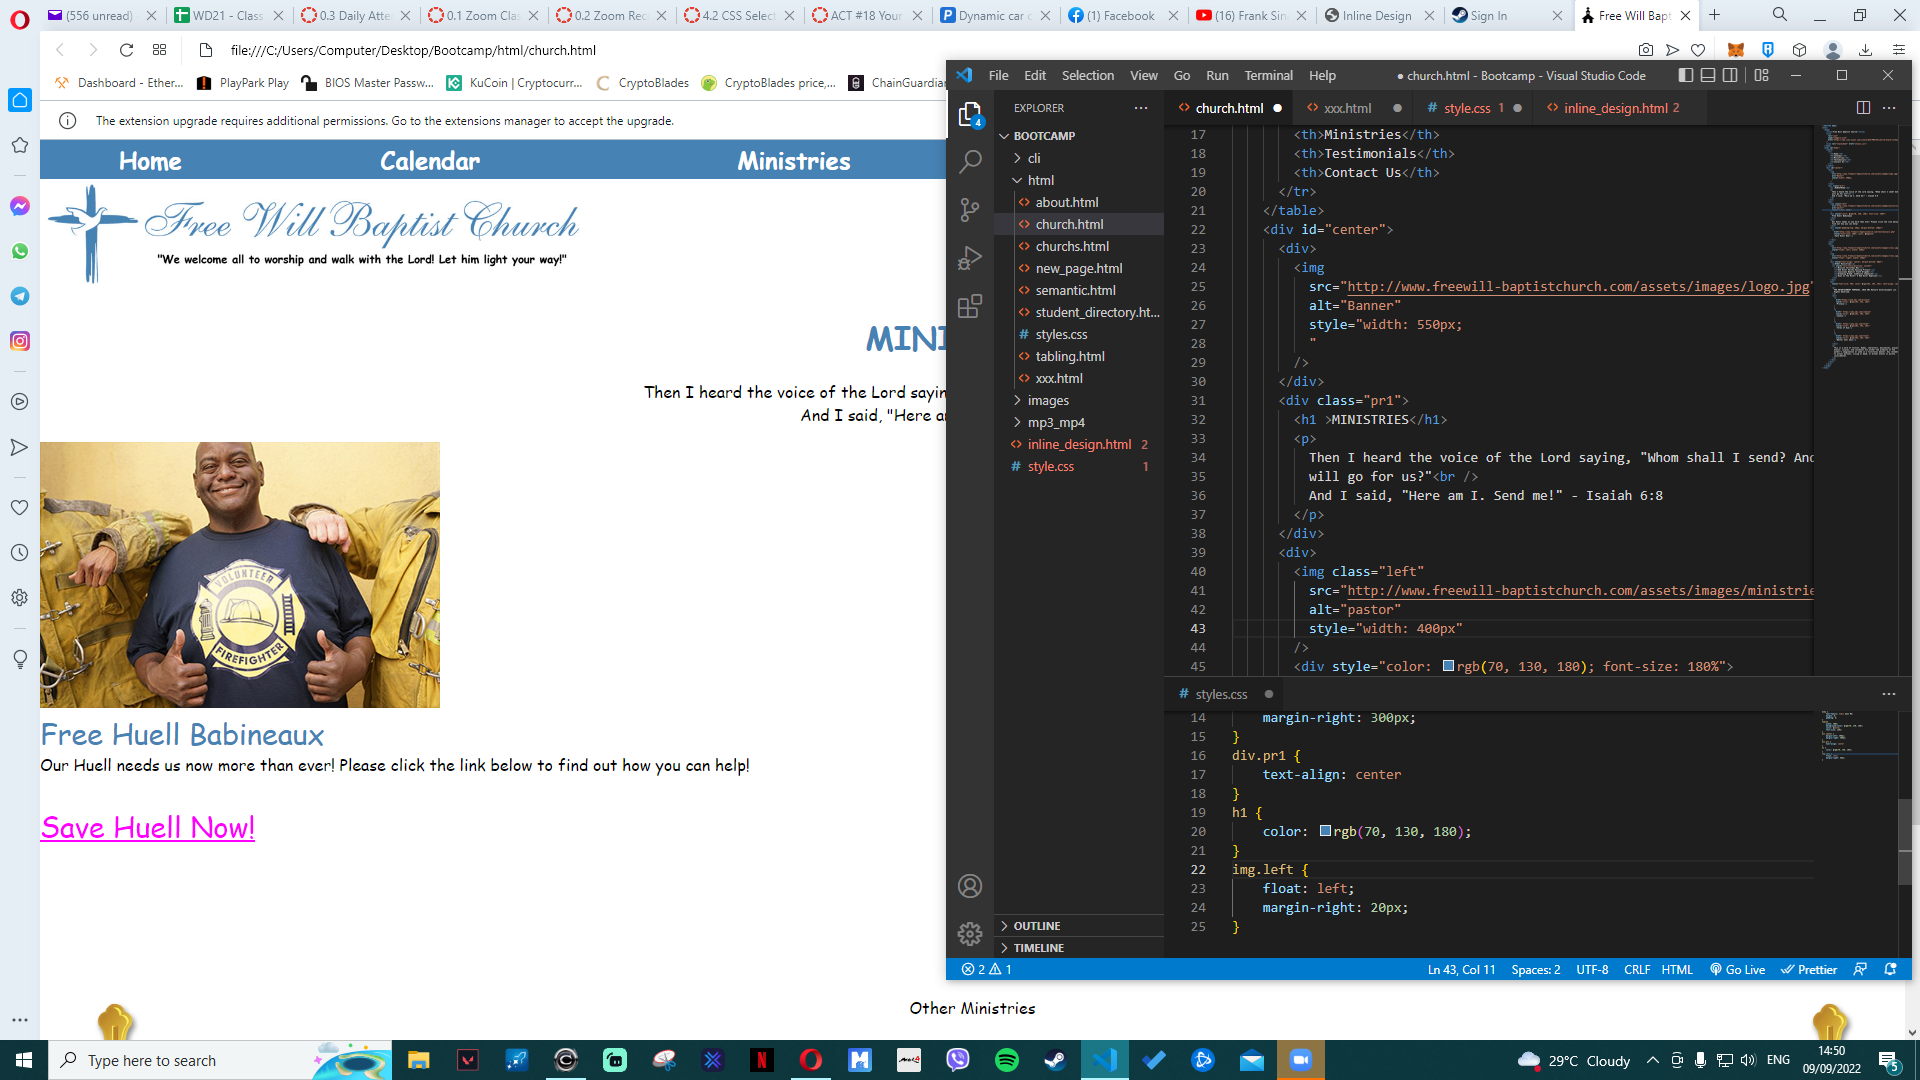 (556 unread)
WD21 - Class
0.3 Daily Atte
0.1 Zoom Clas
0.2 Zoom Rec
4.2 CSS Select
ACT #18 Your
Dynamic car c
(1) Facebook
(16) Frank Sin
Inline Design
Sign In
Free Will Bapt
file:///C:/Users/Computer/Desktop/Bootcamp/html/church.html
Dashboard - Ether...
PlayPark Play
BIOS Master Passw...
KuCoin | Cryptocurr...
CryptoBlades
CryptoBlades price,...
ChainGuardian
The extension upgrade requires additional permissions. Go to the extensions manager to accept the upgrade.
Home Calendar Ministries
Free Will Baptist Church
"We welcome all to worship and walk with the Lord! Let him light your way!"
MINI
Then I heard the voice of the Lord sayin
And I said, "Here a
VOLUNTEER
FIREFIGHTER
Free Huell Babineaux
Our Huell needs us now more than ever! Please click the link below to find out how you can help!
Save Huell Now!
Other Ministries
File Edit Selection View Go Run Terminal Help
● church.html - Bootcamp - Visual Studio Code
4
EXPLORER
BOOTCAMP
cli
html
about.html
church.html
churchs.html
new_page.html
semantic.html
student_directory.ht...
styles.css
tabling.html
xxx.html
images
mp3_mp4
inline_design.html 2
style.css 1
OUTLINE
TIMELINE
church.html
xxx.html
style.css 1
inline_design.html 2
17 <th>Ministries</th>
18 <th>Testimonials</th>
19 <th>Contact Us</th>
20 </tr>
21 </table>
22 <div id="center">
23 <div>
24 <img
25 src="http://www.freewill-baptistchurch.com/assets/images/logo.jpg"
26 alt="Banner"
27 style="width: 550px;
28 "
29 />
30 </div>
31 <div class="pr1">
32 <h1 >MINISTRIES</h1>
33 <p>
34 Then I heard the voice of the Lord saying, "Whom shall I send? And
35 will go for us?"<br />
36 And I said, "Here am I. Send me!" - Isaiah 6:8
37 </p>
38 </div>
39 <div>
40 <img class="left"
41 src="http://www.freewill-baptistchurch.com/assets/images/ministrie
42 alt="pastor"
43 style="width: 400px"
44 />
45 <div style="color: rgb(70, 130, 180); font-size: 180%">
styles.css
14 margin-right: 300px;
15 }
16 div.pr1 {
17 text-align: center
18 }
19 h1 {
20 color: rgb(70, 130, 180);
21 }
22 img.left {
23 float: left;
24 margin-right: 20px;
25 }
2 1
Ln 43, Col 11
Spaces: 2
UTF-8
CRLF
HTML
Go Live
Prettier
Type here to search
29°C Cloudy
ENG
14:50
09/09/2022
5